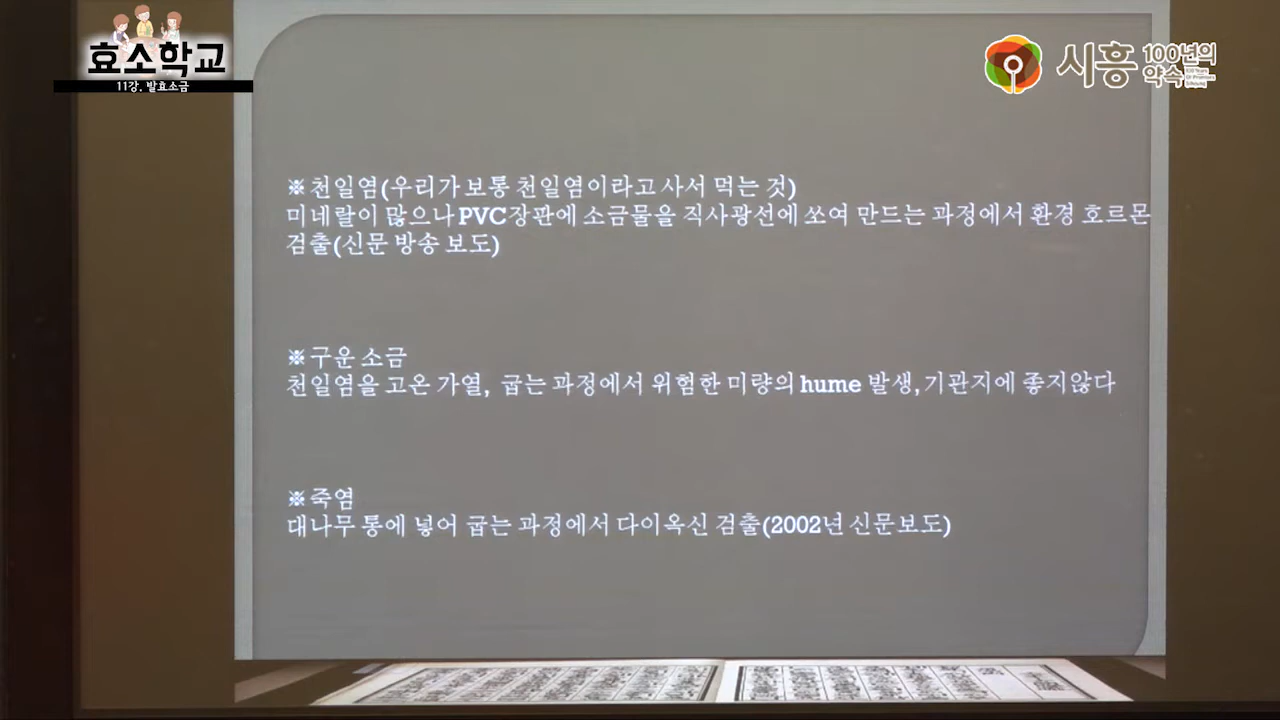 효소학교
11강. 발효소금
시흥 100년의
약속
※천일염(우리가 보통 천일염이라고 사서 먹는 것)
미네랄이 많으나 PVC장판에 소금물을 직사광선에 쏘여 만드는 과정에서 환경 호르몬
검출(신문 방송 보도)
※구운 소금
천일염을 고온 가열, 굽는 과정에서 위험한 미량의 hume 발생,기관지에 좋지않다
※죽염
대나무 통에 넣어 굽는 과정에서 다이옥신 검출(2002년 신문보도)